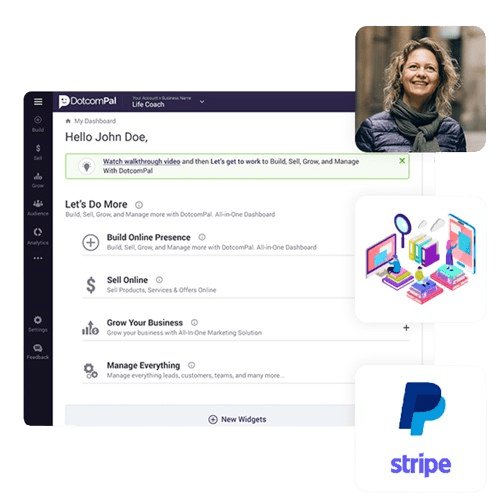 DotcomPal
Your Account • Business Name
Life Coach
Build
Sell
Grow
Audience
Analytics
Settings
Feedback
My Dashboard
Hello John Doe,
Watch walkthrough video and then Let's get to work to Build, Sell, Grow, and Manage
With DotcomPal
Let's Do More
Build, Sell, Grow, and Manage more with DotcomPal. All-in-One Dashboard
Build Online Presence
Build, Sell, Grow, and Manage more with DotcomPal. All-in-One Dashboard
Sell Online
Sell Products, Services & Offers Online
Grow Your Business
Grow your business with All-In-One Marketing Solution
Manage Everything
Manage everything leads, customers, teams, and many more...
New Widgets
stripe